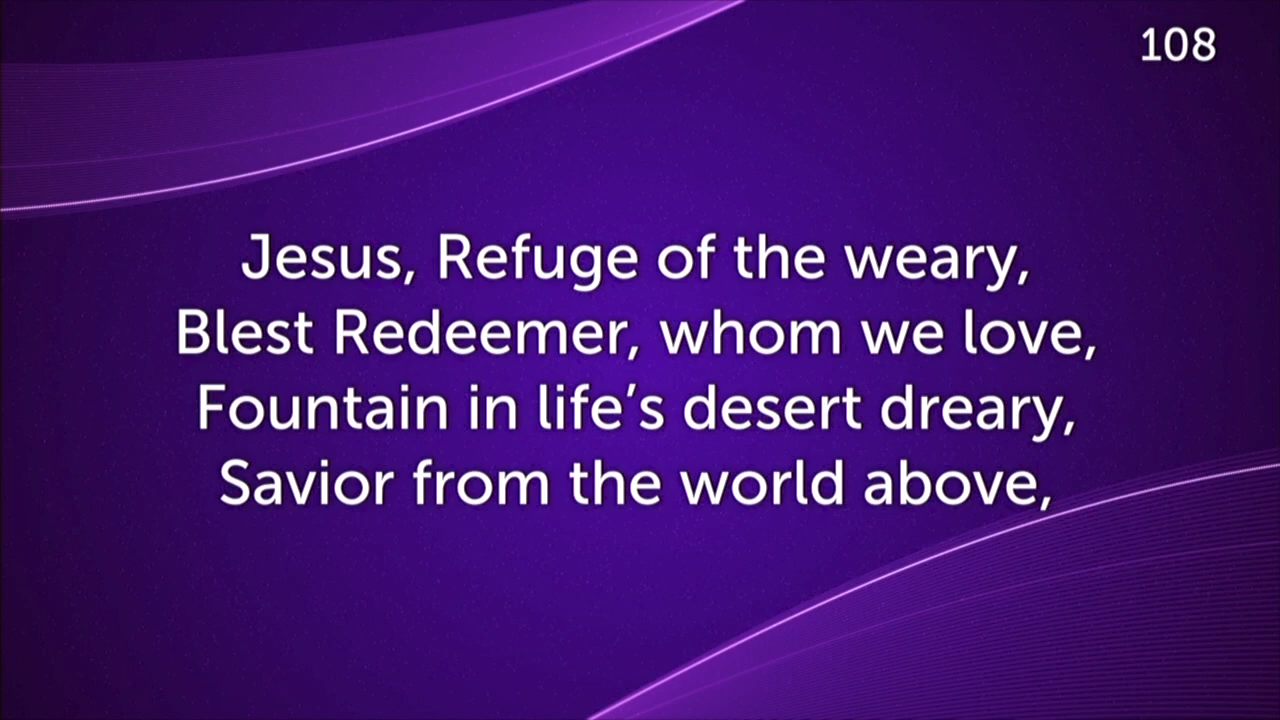 108
Jesus, Refuge of the weary,
Blest Redeemer, whom we love,
Fountain in life’s desert dreary,
Savior from the world above,